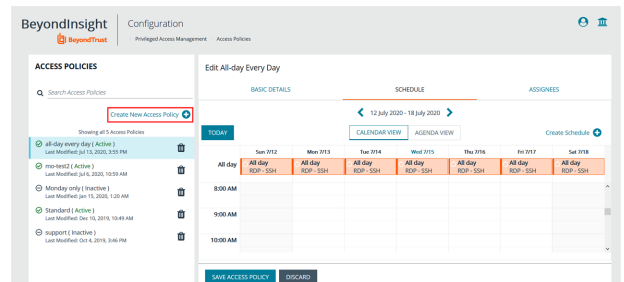 BeyondInsight
BeyondTrust
Configuration
Privileged Access Management Access Policies
ACCESS POLICIES
Search Access Policies
Create New Access Policy
Showing all 5 Access Policies
all-day every day ( Active )
Last Modified: Jul 13, 2020, 3:55 PM
mo-test2 ( Active )
Last Modified: Jul 6, 2020, 10:59 AM
Monday only ( Inactive )
Last Modified: Jan 15, 2020, 1:20 AM
Standard ( Active )
Last Modified: Dec 10, 2019, 10:49 AM
support ( Inactive )
Last Modified: Oct 4, 2019, 3:46 PM
Edit All-day Every Day
BASIC DETAILS SCHEDULE ASSIGNEES
12 July 2020 - 18 July 2020
TODAY CALENDAR VIEW AGENDA VIEW Create Schedule
Sun 7/12 Mon 7/13 Tue 7/14 Wed 7/15 Thu 7/16 Fri 7/17 Sat 7/18
All day All day All day All day All day All day All day All day
RDP - SSH RDP - SSH RDP - SSH RDP - SSH RDP - SSH RDP - SSH RDP - SSH
8:00 AM
9:00 AM
10:00 AM
SAVE ACCESS POLICY DISCARD